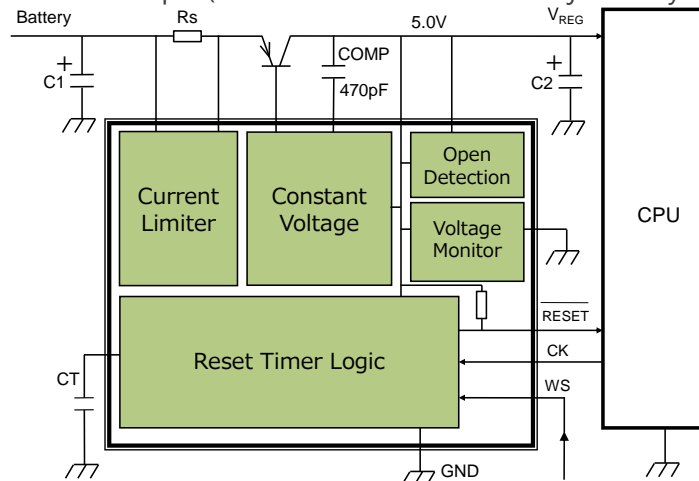 Battery
Rs
5.0V
VREG
COMP
C1
470pF
C2
Current
Limiter
Constant
Voltage
Open
Detection
Voltage
Monitor
CPU
RESET
Reset Timer Logic
CK
CT
WS
GND